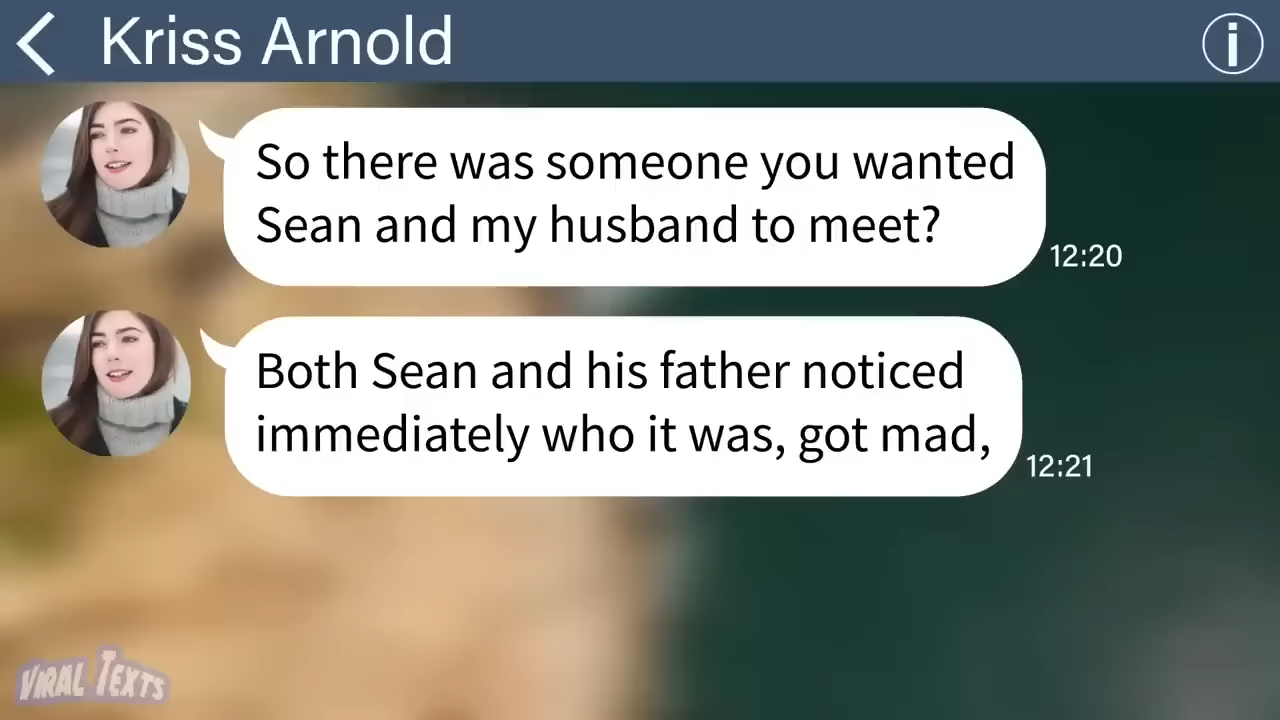 Kriss Arnold
So there was someone you wanted
Sean and my husband to meet?
12:20
Both Sean and his father noticed
immediately who it was, got mad,
12:21
VIRAL TEXTS